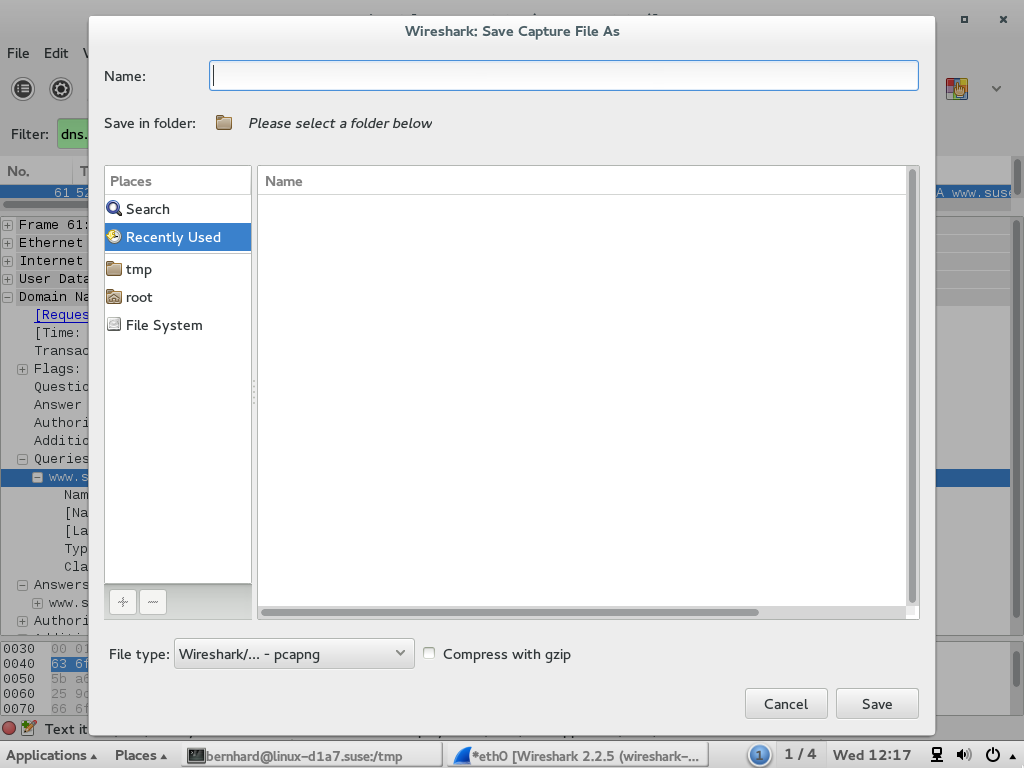 Wireshark: Save Capture File As
File Edit
Name:
Save in folder: Please select a folder below
Filter: dns.
No.
Places
Name
61 52
A www.suse
Search
Recently Used
tmp
root
File System
Frame 61:
Ethernet
Internet
User Data
Domain Na
[Reques
[Time:
Transac
Flags:
Questio
Answer
Authori
Additio
Queries
www.s
Nam
[Na
[La
Typ
Cla
Answers
www.s
Authori
File type: Wireshark/... - pcapng
Compress with gzip
0030 00 01
0040 63 6f
0050 5b a6
0060 25 9c
0070 66 6f
Cancel
Save
Text it
Applications Places bernhard@linux-d1a7.suse:/tmp *eth0 [Wireshark 2.2.5 (wireshark-... 1 1 / 4 Wed 12:17